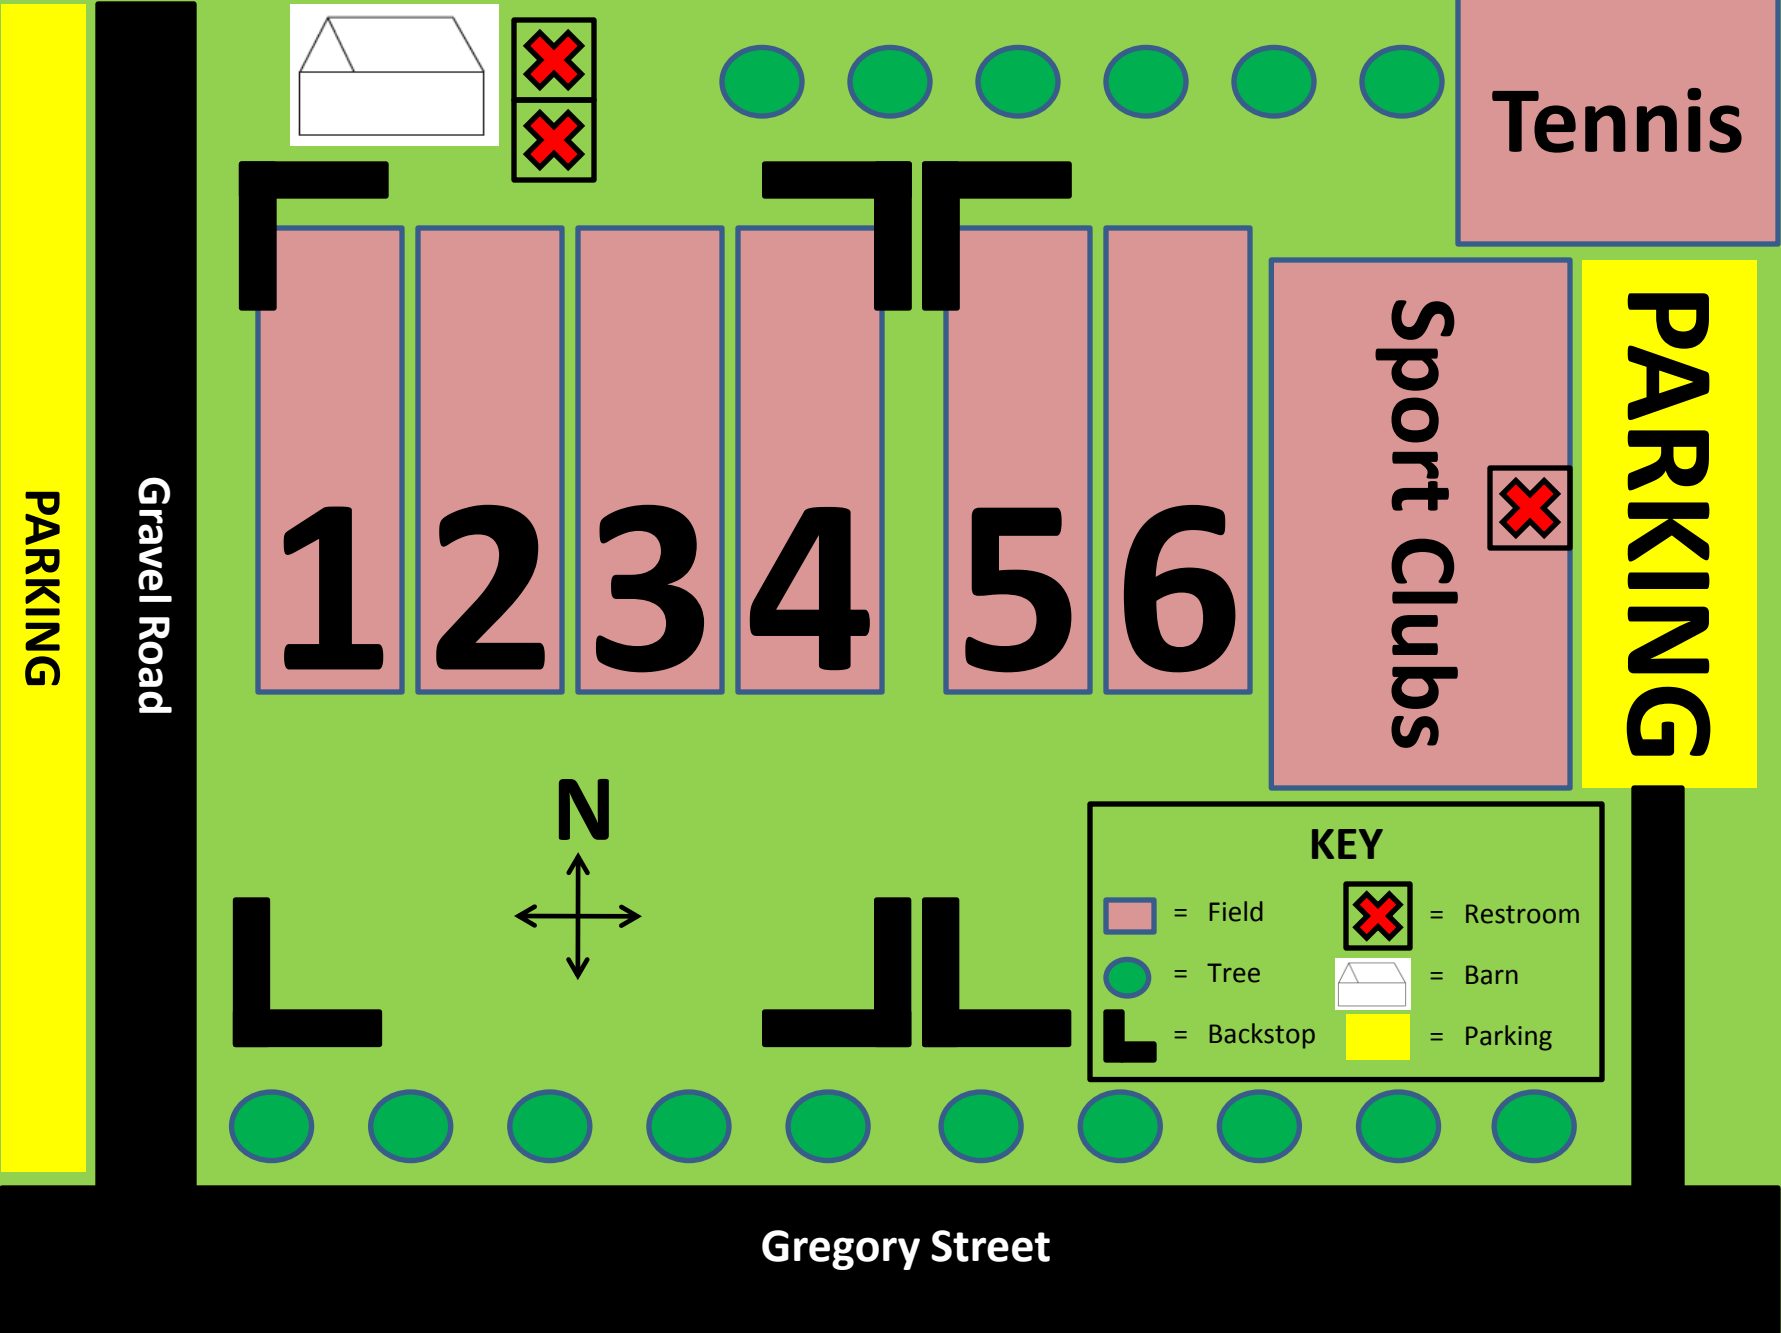 Tennis
PARKING
Gravel Road
1 2 3 4 5 6
Sport Clubs
PARKING
N
KEY
= Field
= Restroom
= Tree
= Barn
= Backstop
= Parking
Gregory Street